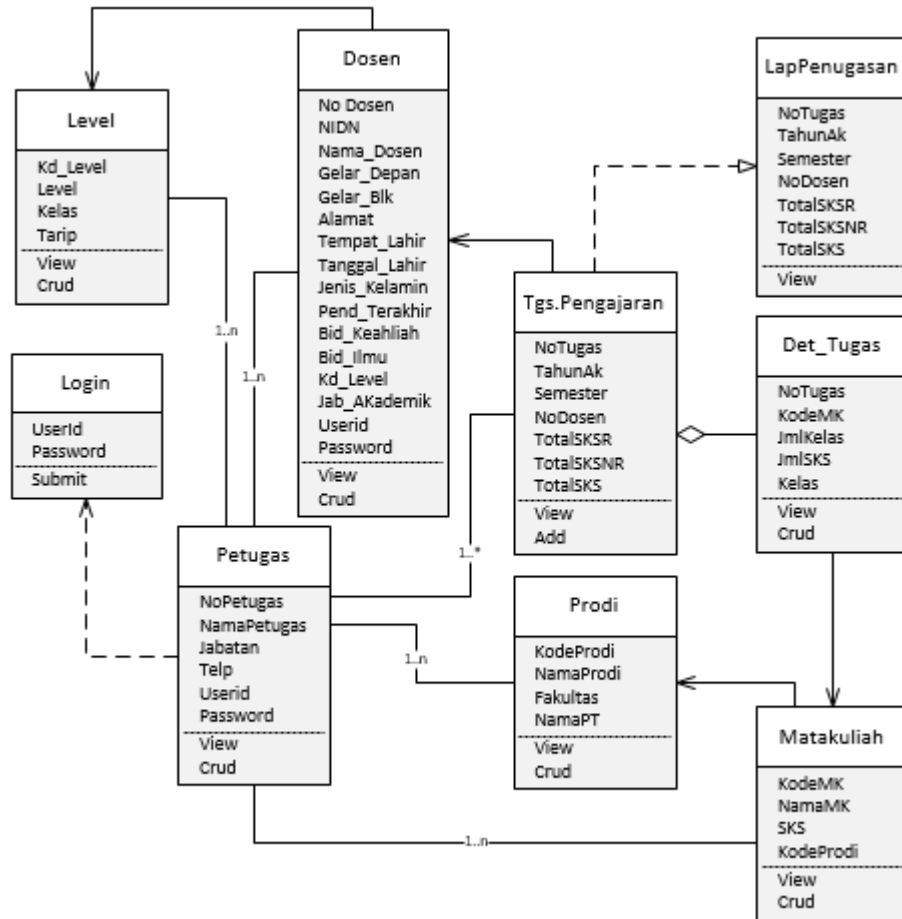 Level
Kd_Level
Level
Kelas
Tarip
View
Crud
Dosen
No Dosen
NIDN
Nama_Dosen
Gelar_Depan
Gelar_Blk
Alamat
Tempat_Lahir
Tanggal_Lahir
Jenis_Kelamin
Pend_Terakhir
Bid_Keahliah
Bid_Ilmu
Kd_Level
Jab_AKademik
Userid
Password
View
Crud
LapPenugasan
NoTugas
TahunAk
Semester
NoDosen
TotalSKSR
TotalSKSNR
TotalSKS
View
Tgs.Pengajaran
NoTugas
TahunAk
Semester
NoDosen
TotalSKSR
TotalSKSNR
TotalSKS
View
Add
Det_Tugas
NoTugas
KodeMK
JmlKelas
JmlSKS
Kelas
View
Crud
Login
UserId
Password
Submit
1..n
1..n
1..*
1..n
1..n
Petugas
NoPetugas
NamaPetugas
Jabatan
Telp
Userid
Password
View
Crud
Prodi
KodeProdi
NamaProdi
Fakultas
NamaPT
View
Crud
Matakuliah
KodeMK
NamaMK
SKS
KodeProdi
View
Crud